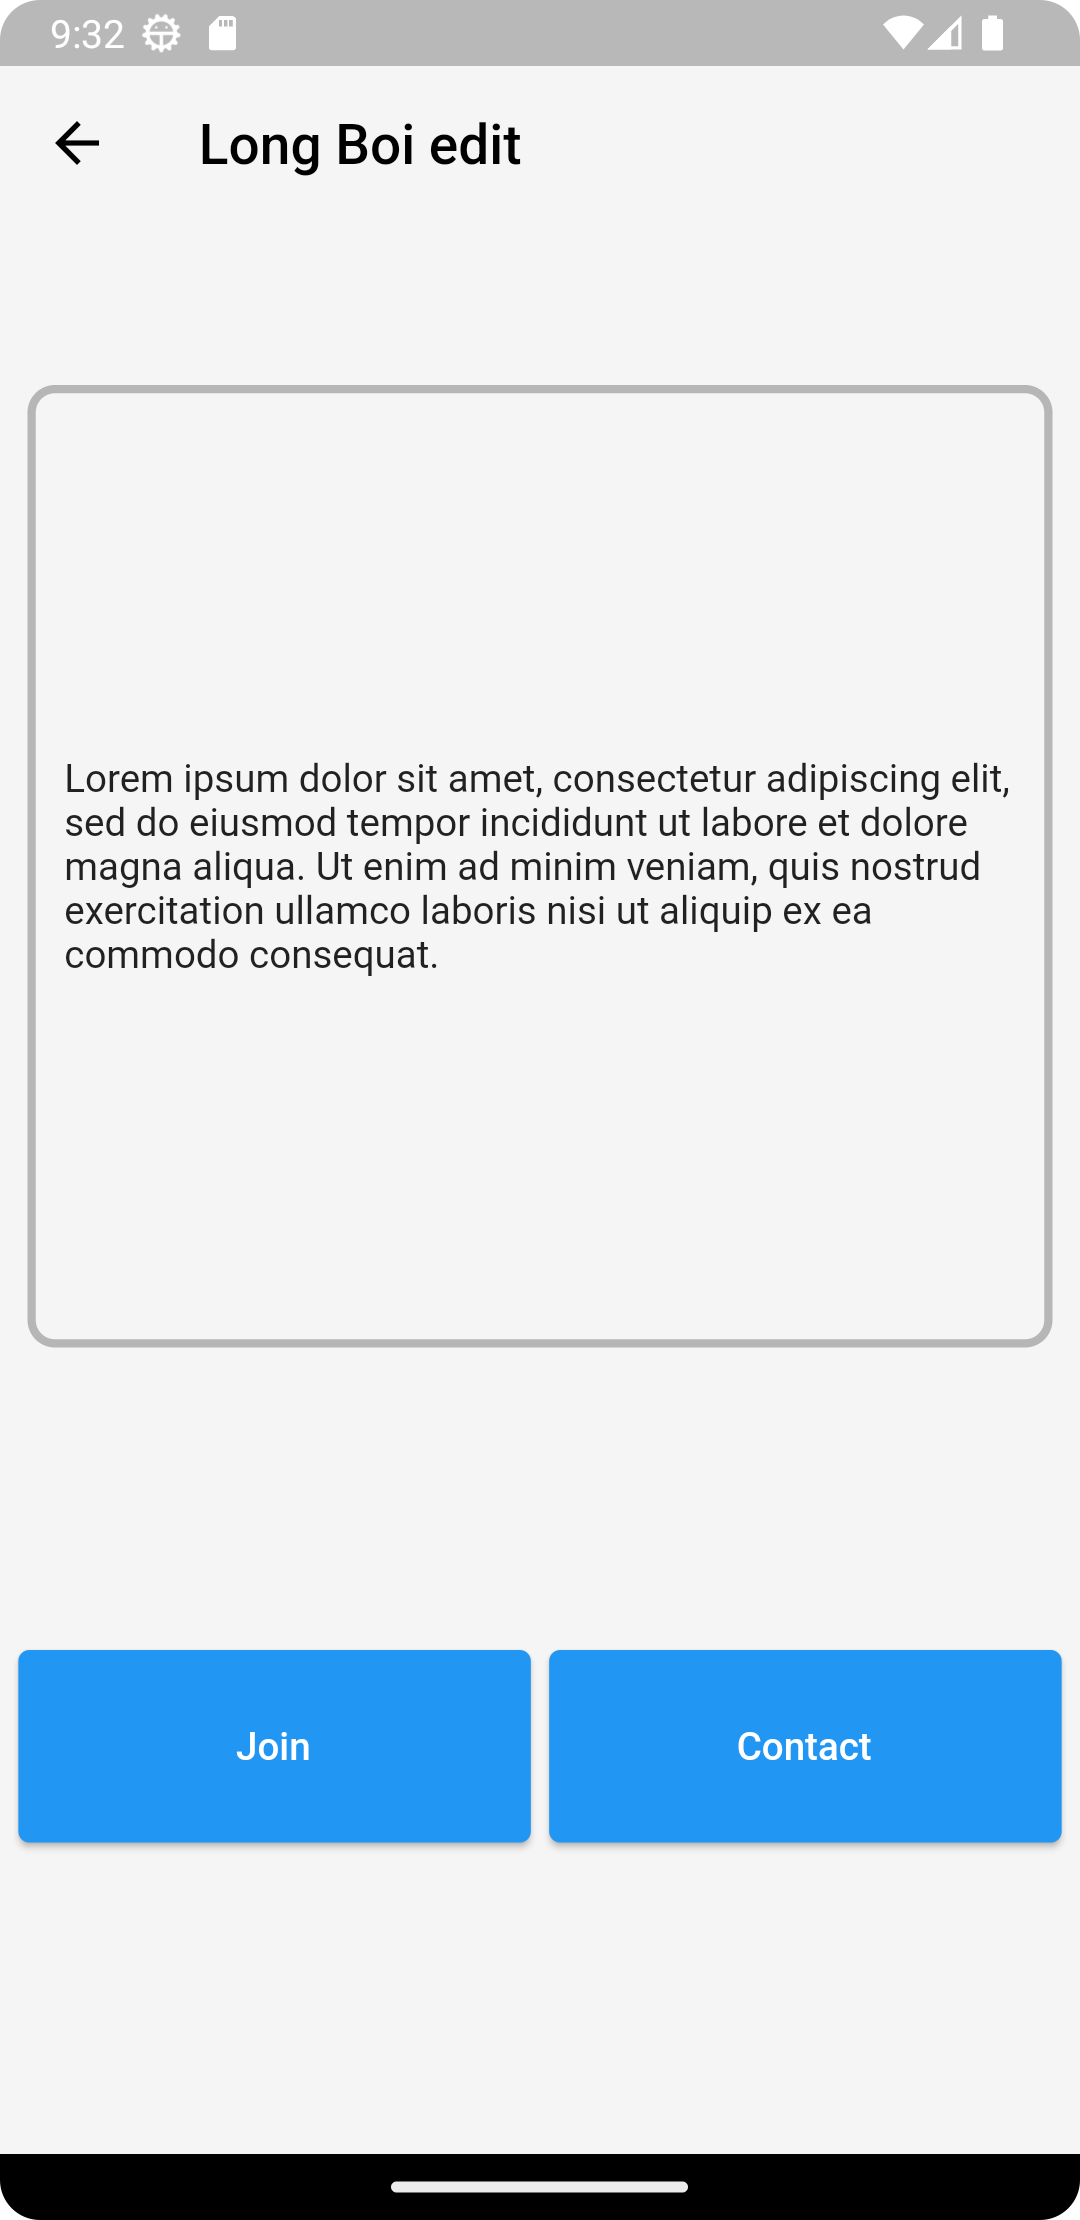 9:32
Long Boi edit
Lorem ipsum dolor sit amet, consectetur adipiscing elit,
sed do eiusmod tempor incididunt ut labore et dolore
magna aliqua. Ut enim ad minim veniam, quis nostrud
exercitation ullamco laboris nisi ut aliquip ex ea
commodo consequat.
Join
Contact